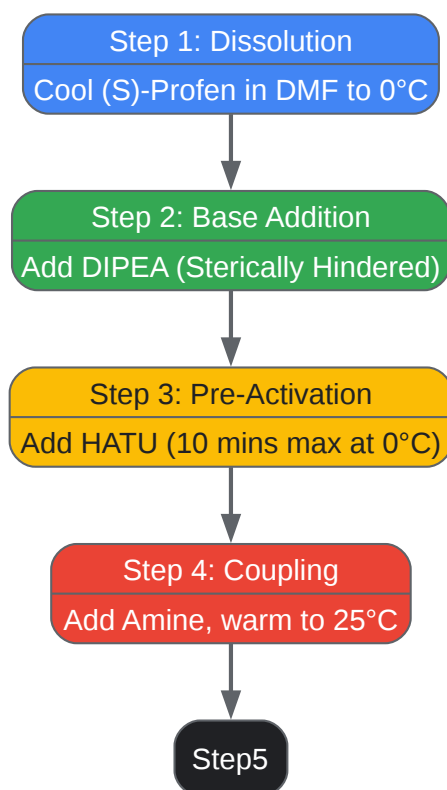 Step 1: Dissolution
Cool (S)-Profen in DMF to 0°C
Step 2: Base Addition
Add DIPEA (Sterically Hindered)
Step 3: Pre-Activation
Add HATU (10 mins max at 0°C)
Step 4: Coupling
Add Amine, warm to 25°C
Step5